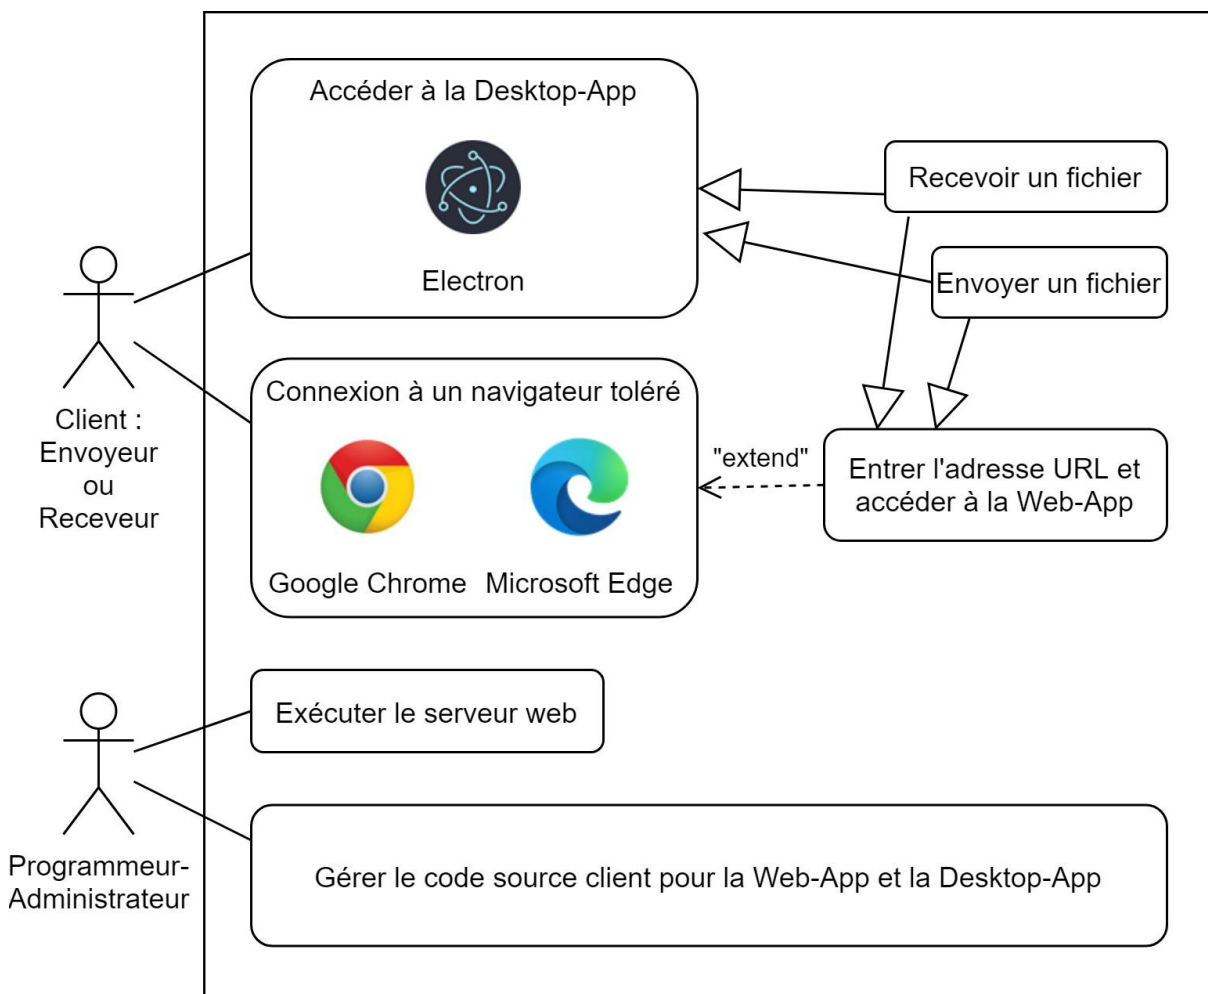 Accéder à la Desktop-App
Electron
Recevoir un fichier
Envoyer un fichier
Client :
Envoyeur
ou
Receveur
Connexion à un navigateur toléré
Google Chrome
Microsoft Edge
"extend"
Entrer l'adresse URL et
accéder à la Web-App
Exécuter le serveur web
Programmeur-
Administrateur
Gérer le code source client pour la Web-App et la Desktop-App